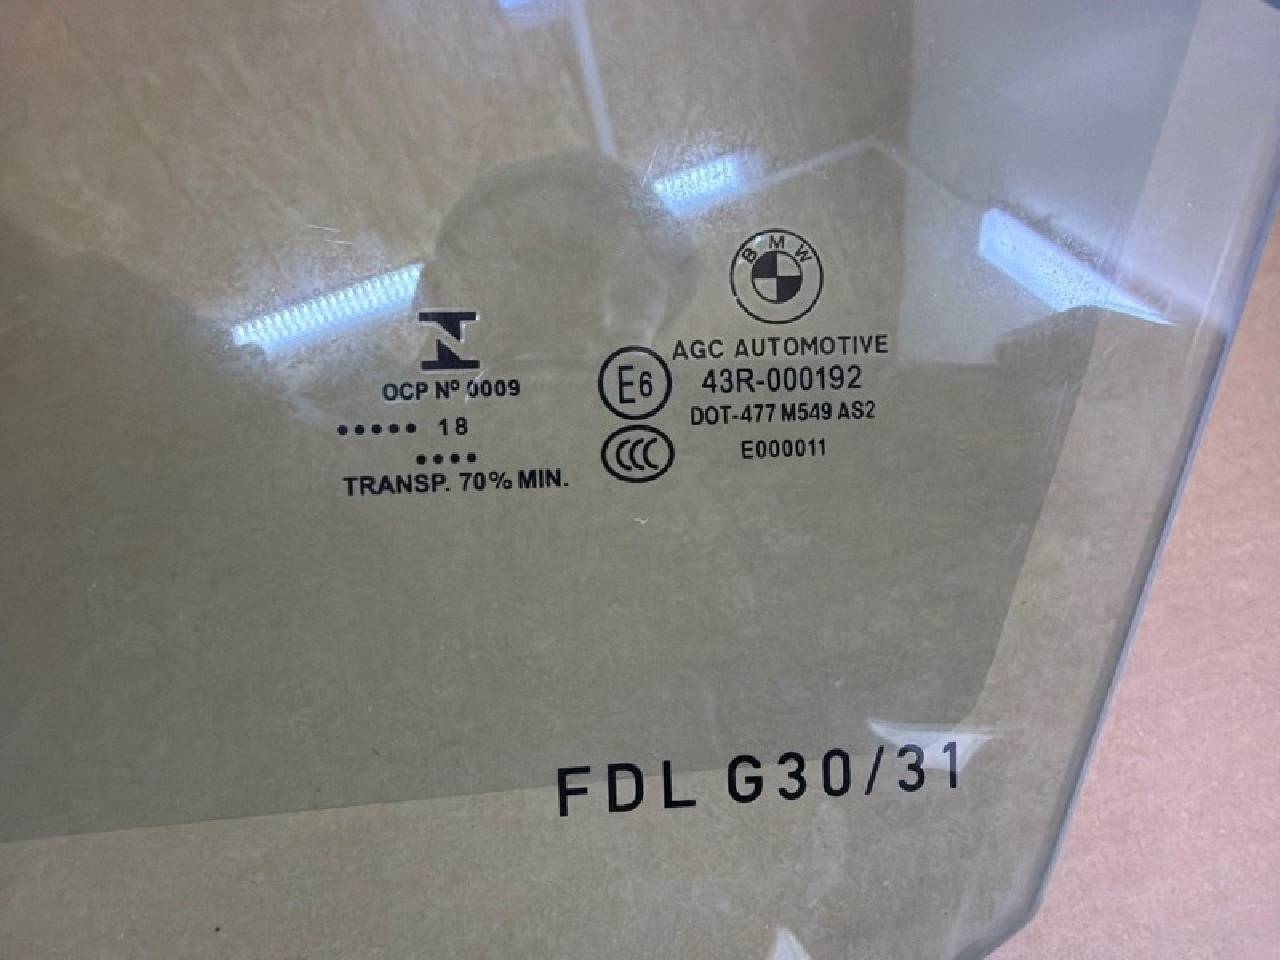 BMW
OCP Nº 0009
••••• 18
••••
TRANSP. 70% MIN.
E6
CCC
AGC AUTOMOTIVE
43R-000192
DOT-477 M549 AS2
E000011
FDL G30/31